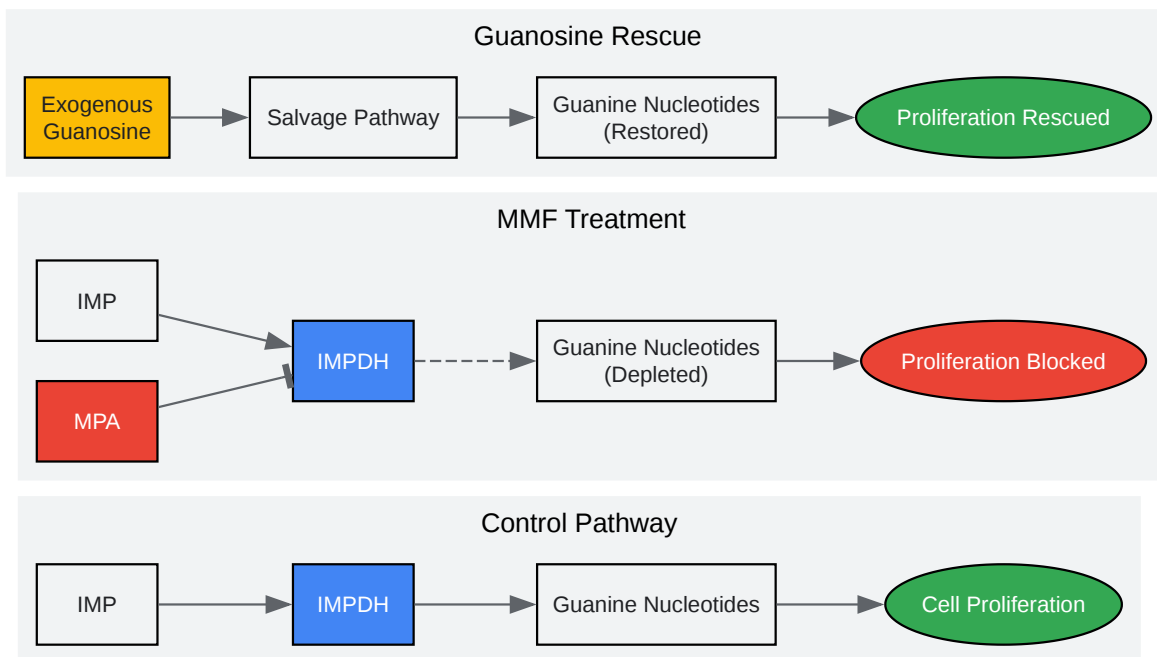 Guanosine Rescue
Exogenous
Guanosine
Salvage Pathway
Guanine Nucleotides
(Restored)
Proliferation Rescued
MMF Treatment
IMP
MPA
IMPDH
Guanine Nucleotides
(Depleted)
Proliferation Blocked
Control Pathway
IMP
IMPDH
Guanine Nucleotides
Cell Proliferation